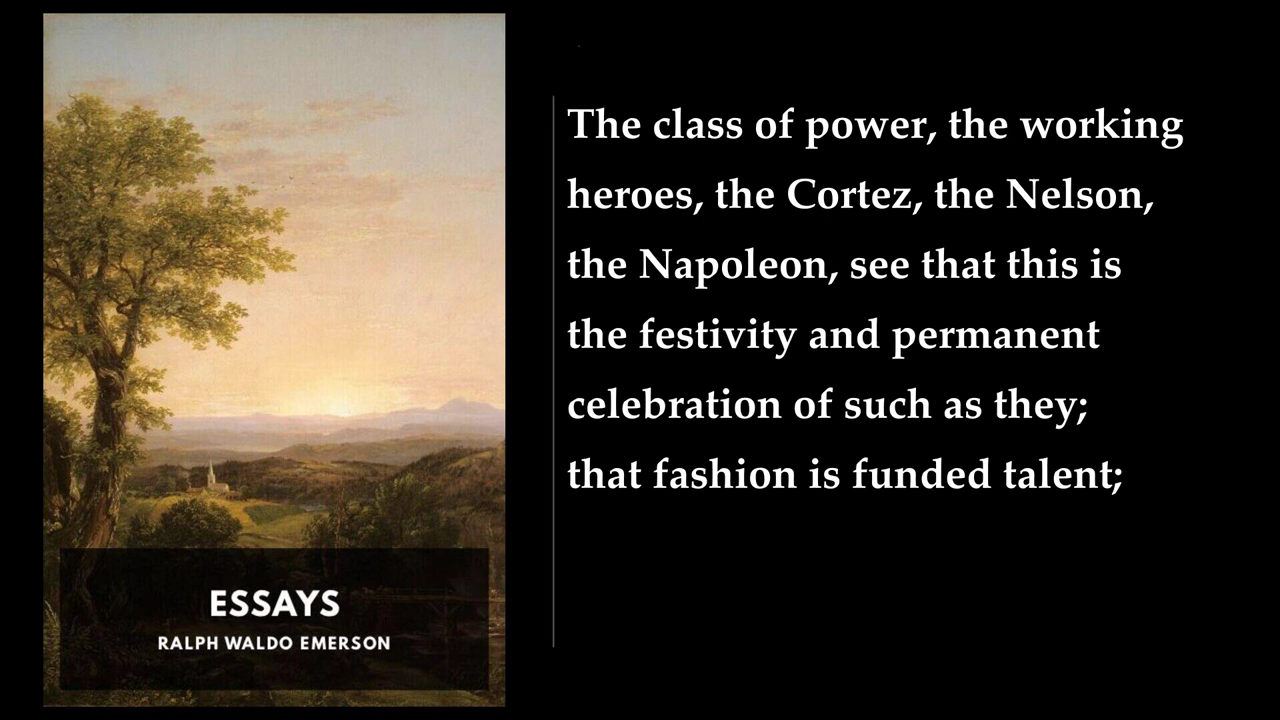 The class of power, the working
heroes, the Cortez, the Nelson,
the Napoleon, see that this is
the festivity and permanent
celebration of such as they;
that fashion is funded talent;
ESSAYS
RALPH WALDO EMERSON